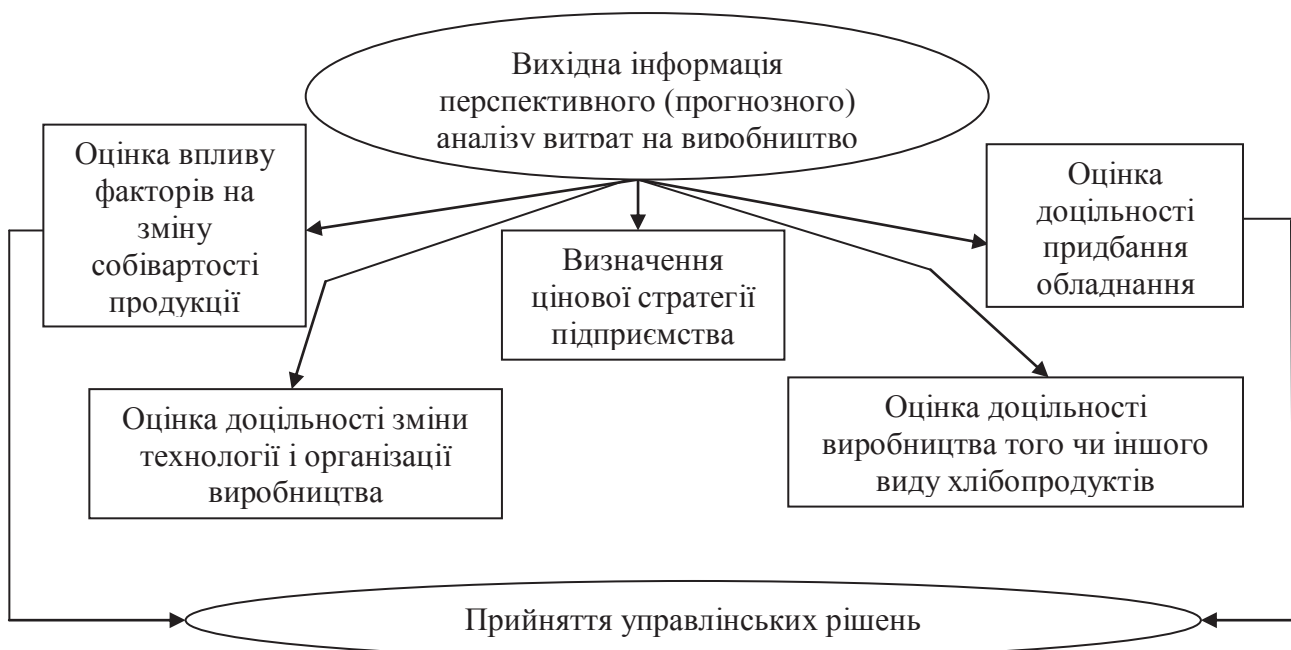 Вихідна інформація
перспективного (прогнозного)
аналізу витрат на виробництво
Оцінка впливу
факторів на
зміну
собівартості
продукції
Визначення
цінової стратегії
підприємства
Оцінка
доцільності
придбання
обладнання
Оцінка доцільності зміни
технології і організації
виробництва
Оцінка доцільності
виробництва того чи іншого
виду хлібопродуктів
Прийняття управлінських рішень